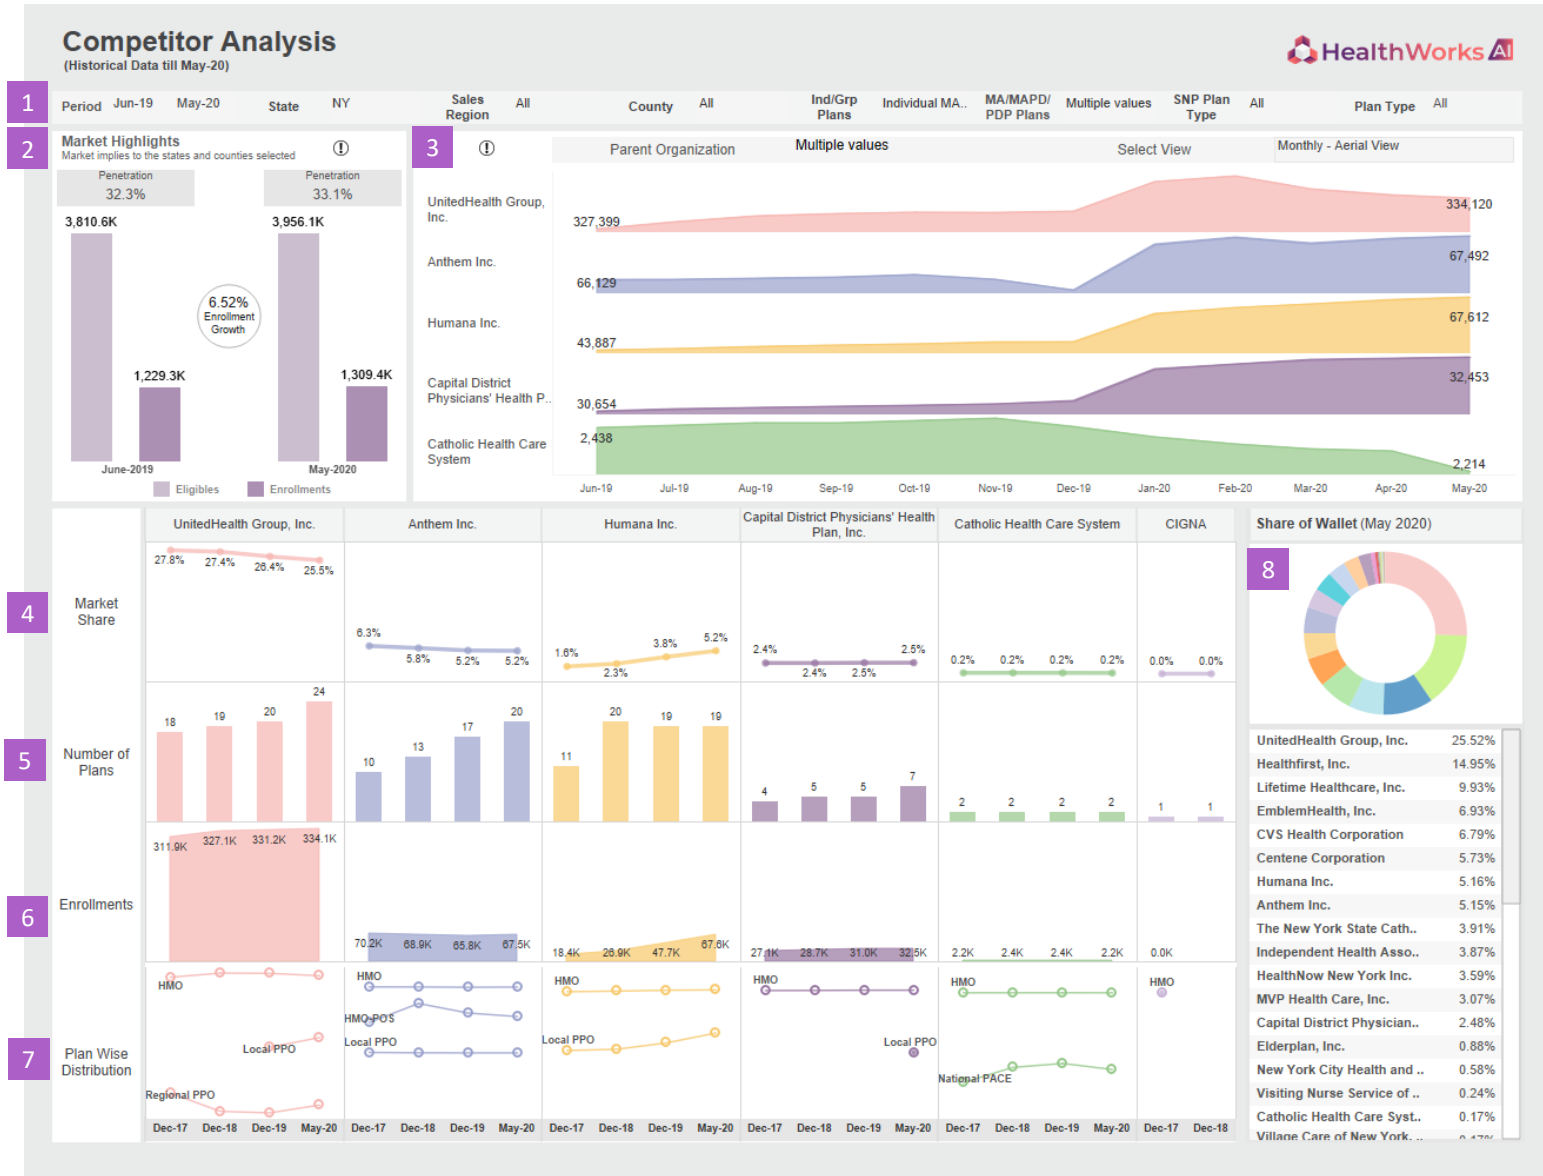 Competitor Analysis
(Historical Data till May-20)
HealthWorks AI
1
Period Jun-19 May-20 State NY Sales Region All County All Ind/Grp Plans Individual MA.. MA/MAPD/ PDP Plans Multiple values SNP Plan Type All Plan Type All
2
Market Highlights
Market implies to the states and counties selected
Penetration
32.3%
Penetration
33.1%
3,810.6K
3,956.1K
6.52%
Enrollment
Growth
1,229.3K
1,309.4K
June-2019 May-2020
Eligibles Enrollments
3
Parent Organization Multiple values Select View Monthly - Aerial View
UnitedHealth Group,
Inc.
327,399 334,120
Anthem Inc.
66,129 67,492
Humana Inc.
43,887 67,612
Capital District
Physicians' Health P..
30,654 32,453
Catholic Health Care
System
2,438 2,214
Jun-19 Jul-19 Aug-19 Sep-19 Oct-19 Nov-19 Dec-19 Jan-20 Feb-20 Mar-20 Apr-20 May-20
UnitedHealth Group, Inc. Anthem Inc. Humana Inc. Capital District Physicians' Health Plan, Inc. Catholic Health Care System CIGNA
4
Market
Share
27.8% 27.4% 26.4% 25.5%
6.3% 5.8% 5.2% 5.2%
1.6% 2.3% 3.8% 5.2%
2.4% 2.4% 2.5% 2.5%
0.2% 0.2% 0.2% 0.2%
0.0% 0.0%
5
Number of
Plans
18 19 20 24
10 13 17 20
11 20 19 19
4 5 5 7
2 2 2 2
1 1
6
Enrollments
311.9K 327.1K 331.2K 334.1K
70.2K 68.9K 65.8K 67.5K
18.4K 26.9K 47.7K 67.6K
27.1K 28.7K 31.0K 32.5K
2.2K 2.4K 2.4K 2.2K
0.0K
7
Plan Wise
Distribution
HMO
Local PPO
Regional PPO
HMO
HMO-POS
Local PPO
HMO
Local PPO
HMO
Local PPO
HMO
National PACE
HMO
Dec-17 Dec-18 Dec-19 May-20 Dec-17 Dec-18 Dec-19 May-20 Dec-17 Dec-18 Dec-19 May-20 Dec-17 Dec-18 Dec-19 May-20 Dec-17 Dec-18 Dec-19 May-20 Dec-17 Dec-18
Share of Wallet (May 2020)
8
UnitedHealth Group, Inc. 25.52%
Healthfirst, Inc. 14.95%
Lifetime Healthcare, Inc. 9.93%
EmblemHealth, Inc. 6.93%
CVS Health Corporation 6.79%
Centene Corporation 5.73%
Humana Inc. 5.16%
Anthem Inc. 5.15%
The New York State Cath.. 3.91%
Independent Health Asso.. 3.87%
HealthNow New York Inc. 3.59%
MVP Health Care, Inc. 3.07%
Capital District Physician.. 2.48%
Elderplan, Inc. 0.88%
New York City Health and .. 0.58%
Visiting Nurse Service of .. 0.24%
Catholic Health Care Syst.. 0.17%
Village Care of New York, .. 0.17%